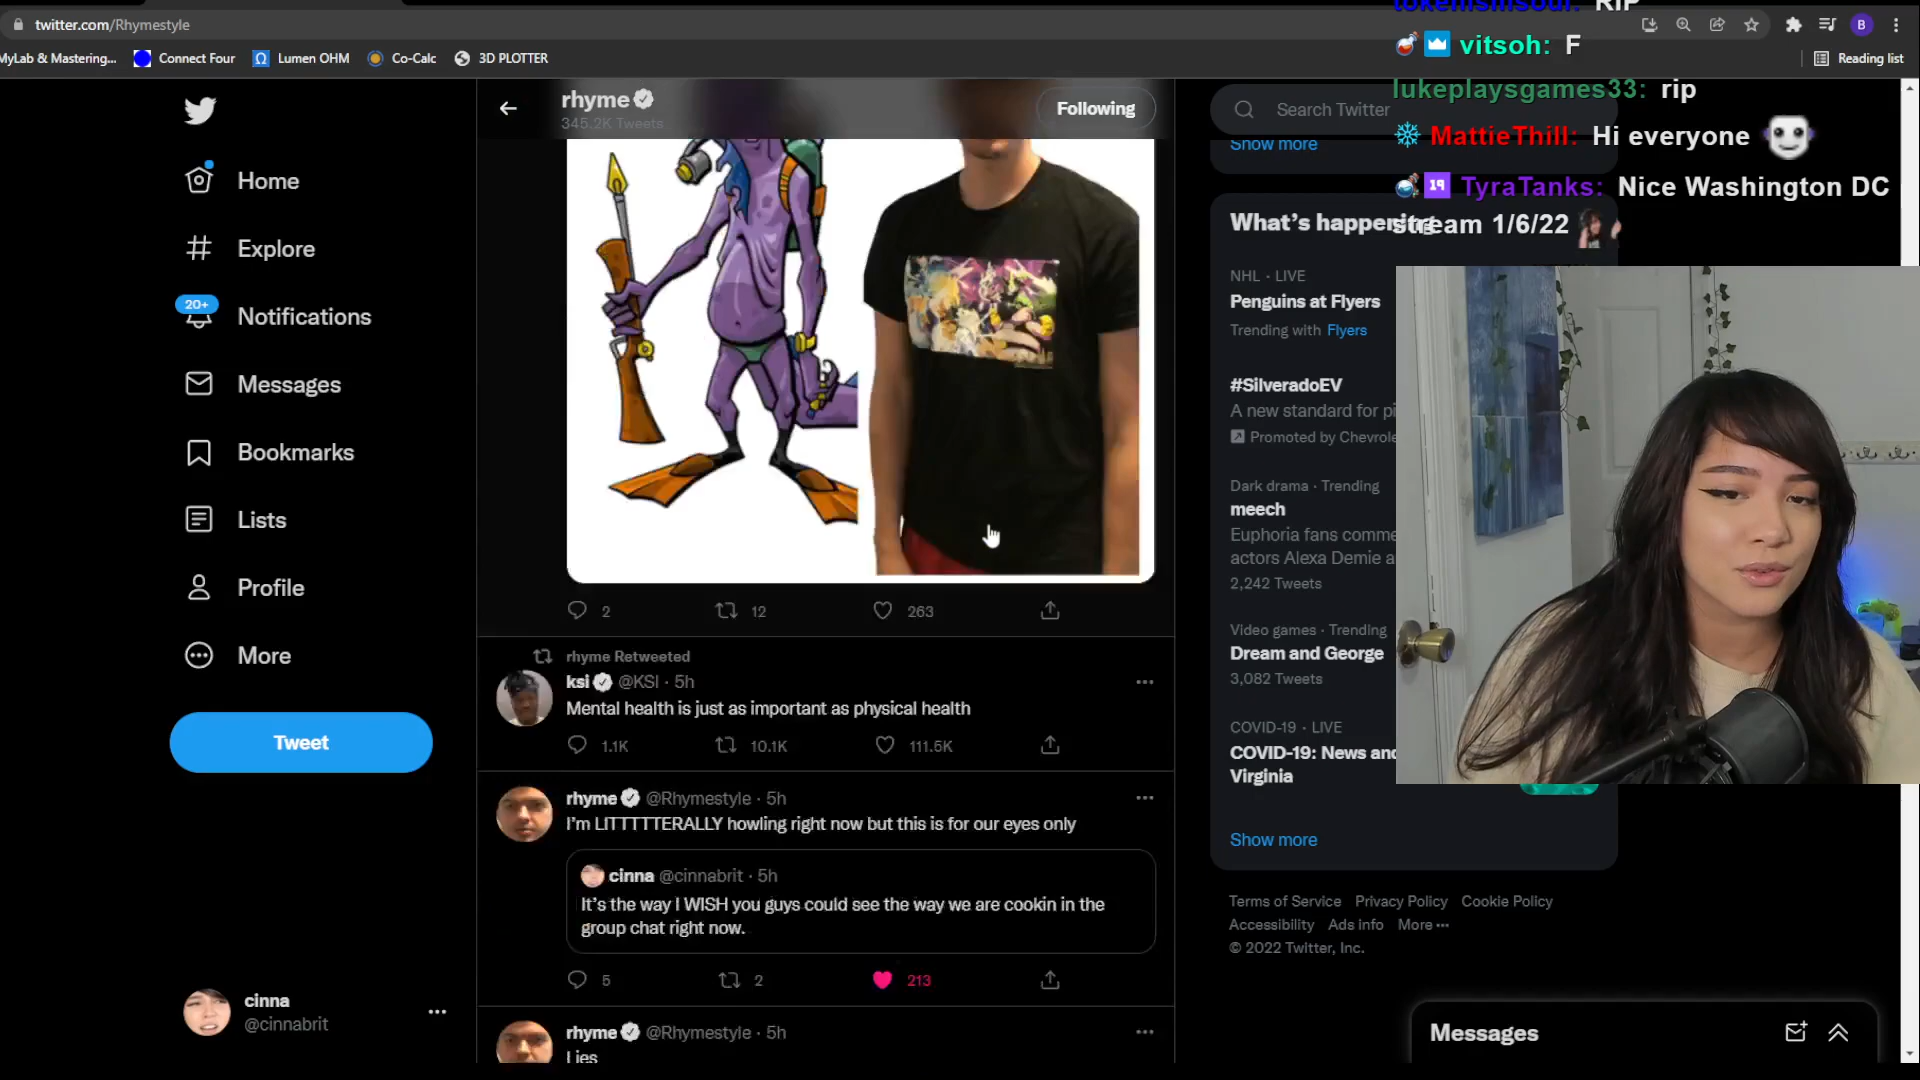 twitter.com/Rhymestyle
MyLab & Mastering...
Connect Four
Lumen OHM
Co-Calc
3D PLOTTER
Reading list
RIP
vitsoh: F
lukeplaysgames33: rip
MattieThill: Hi everyone
TyraTanks: Nice Washington DC
stream 1/6/22
Home
Explore
20+
Notifications
Messages
Bookmarks
Lists
Profile
More
Tweet
cinna
@cinnabrit
rhyme
345.2K Tweets
Following
2
12
263
rhyme Retweeted
ksi @KSI · 5h
Mental health is just as important as physical health
1.1K
10.1K
111.5K
rhyme @Rhymestyle · 5h
I'm LITTTTTERALLY howling right now but this is for our eyes only
cinna @cinnabrit · 5h
It's the way I WISH you guys could see the way we are cookin in the
group chat right now.
5
2
213
rhyme @Rhymestyle · 5h
Lies
Search Twitter
Show more
What's happening
NHL · LIVE
Penguins at Flyers
Trending with Flyers
#SilveradoEV
A new standard for pi
Promoted by Chevrole
Dark drama · Trending
meech
Euphoria fans comme
actors Alexa Demie a
2,242 Tweets
Video games · Trending
Dream and George
3,082 Tweets
COVID-19 · LIVE
COVID-19: News and
Virginia
Show more
Terms of Service Privacy Policy Cookie Policy
Accessibility Ads info More
© 2022 Twitter, Inc.
Messages